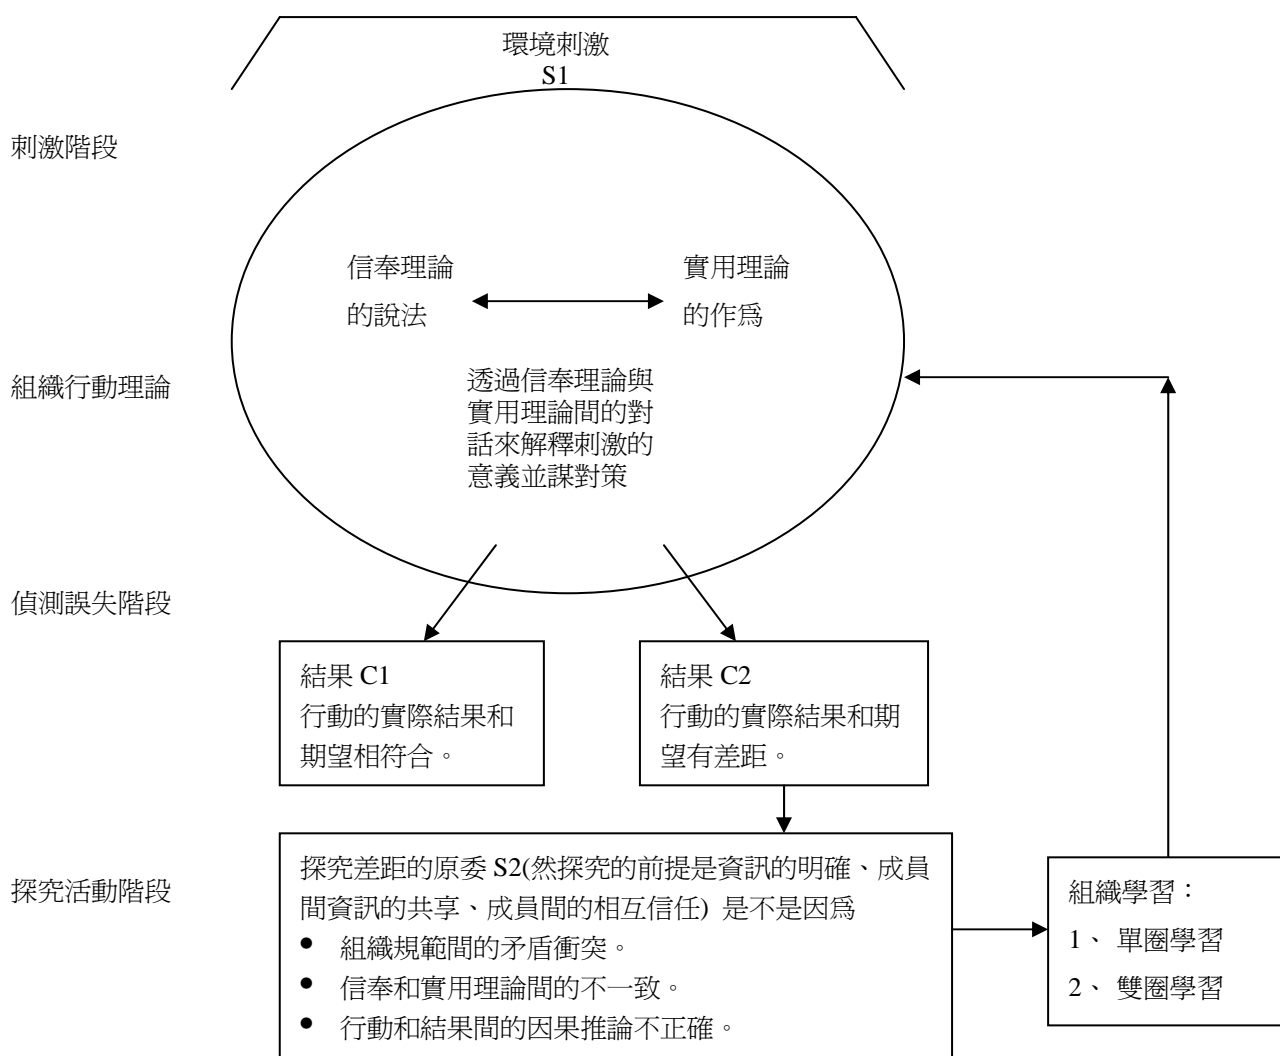 環境刺激
S1
刺激階段
信奉理論
的說法
實用理論
的作為
組織行動理論
透過信奉理論與
實用理論間的對
話來解釋刺激的
意義並謀對策
偵測誤失階段
結果 C1
行動的實際結果和
期望相符合。
結果 C2
行動的實際結果和期
望有差距。
探究活動階段
探究差距的原委 S2(然探究的前提是資訊的明確、成員
間資訊的共享、成員間的相互信任) 是不是因為
● 組織規範間的矛盾衝突。
● 信奉和實用理論間的不一致。
● 行動和結果間的因果推論不正確。
組織學習：
1、 單圈學習
2、 雙圈學習